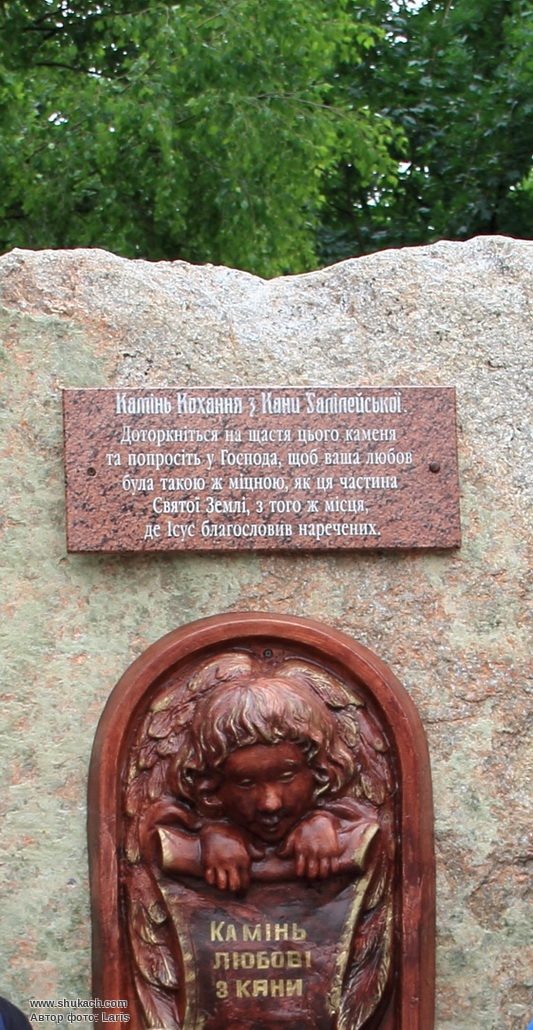 Камінь Кохання з Кани Галілейської.
Доторкніться на щастя цього каменя
та попросіть у Господа, щоб ваша любов
була такою ж міцною, як ця частина
Святої Землі, з того ж місця,
де Ісус благословив наречених.
КАМІНЬ
ЛЮБОВІ
З КАНИ
www.shukach.com
Автор фото: Laris